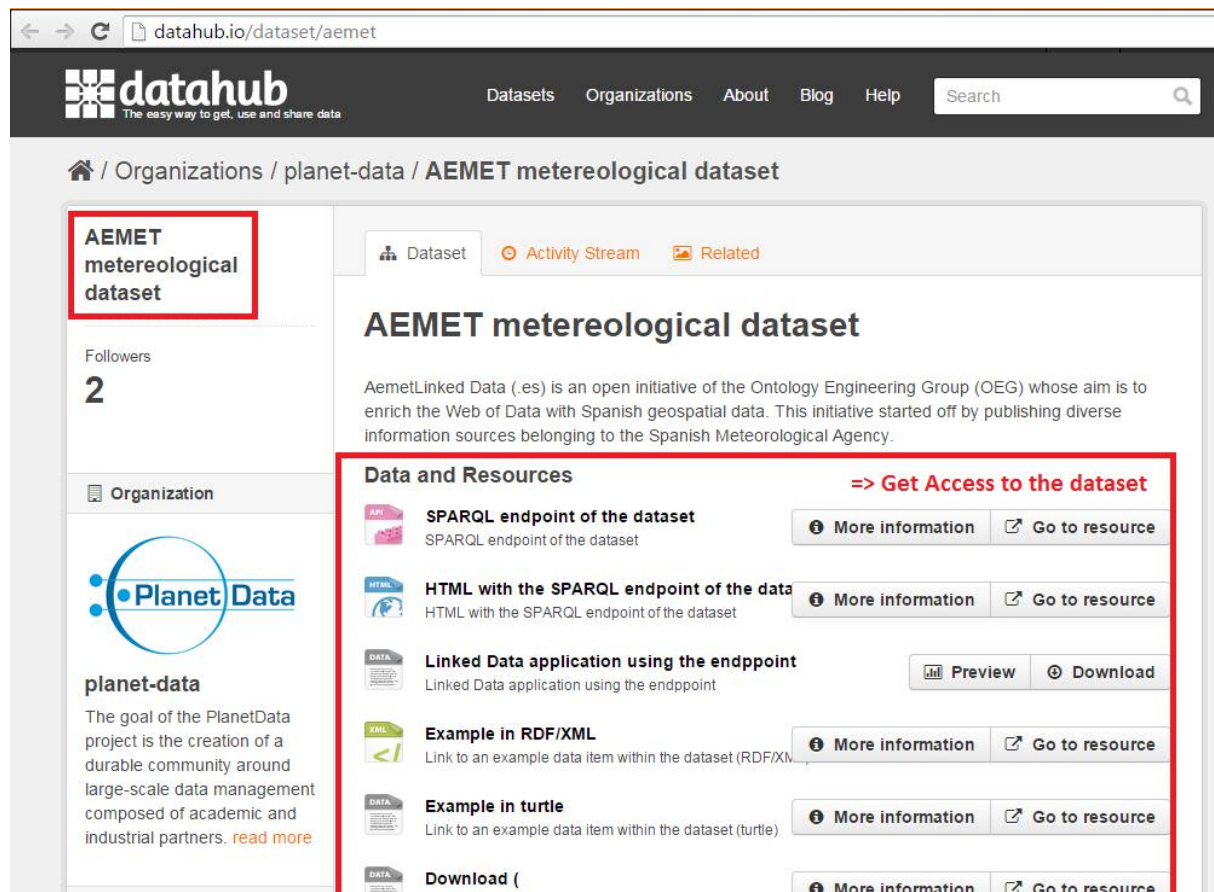 datahub.io/dataset/aemet
datahub
The easy way to get, use and share data
Datasets Organizations About Blog Help Search
/ Organizations / planet-data / AEMET metereological dataset
AEMET
metereological
dataset
Followers
2
Organization
Planet Data
planet-data
The goal of the PlanetData
project is the creation of a
durable community around
large-scale data management
composed of academic and
industrial partners. read more
Dataset Activity Stream Related
AEMET metereological dataset
AemetLinked Data (.es) is an open initiative of the Ontology Engineering Group (OEG) whose aim is to
enrich the Web of Data with Spanish geospatial data. This initiative started off by publishing diverse
information sources belonging to the Spanish Meteorological Agency.
Data and Resources
=> Get Access to the dataset
API
SPARQL endpoint of the dataset
SPARQL endpoint of the dataset
More information Go to resource
HTML
HTML with the SPARQL endpoint of the data
HTML with the SPARQL endpoint of the dataset
More information Go to resource
DATA
Linked Data application using the endppoint
Linked Data application using the endppoint
Preview Download
XML
Example in RDF/XML
Link to an example data item within the dataset (RDF/XM
More information Go to resource
DATA
Example in turtle
Link to an example data item within the dataset (turtle)
More information Go to resource
DATA
Download (
More information Go to resource